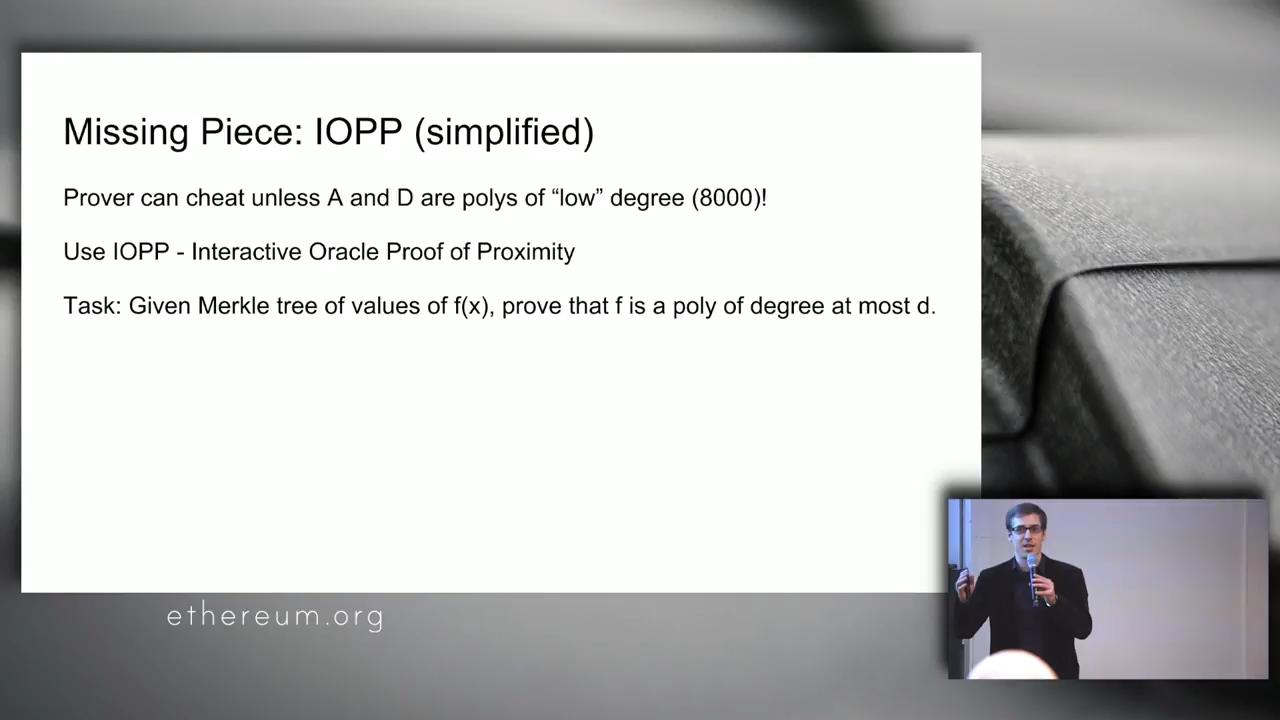 Missing Piece: IOPP (simplified)
Prover can cheat unless A and D are polys of “low” degree (8000)!
Use IOPP - Interactive Oracle Proof of Proximity
Task: Given Merkle tree of values of f(x), prove that f is a poly of degree at most d.
ethereum.org